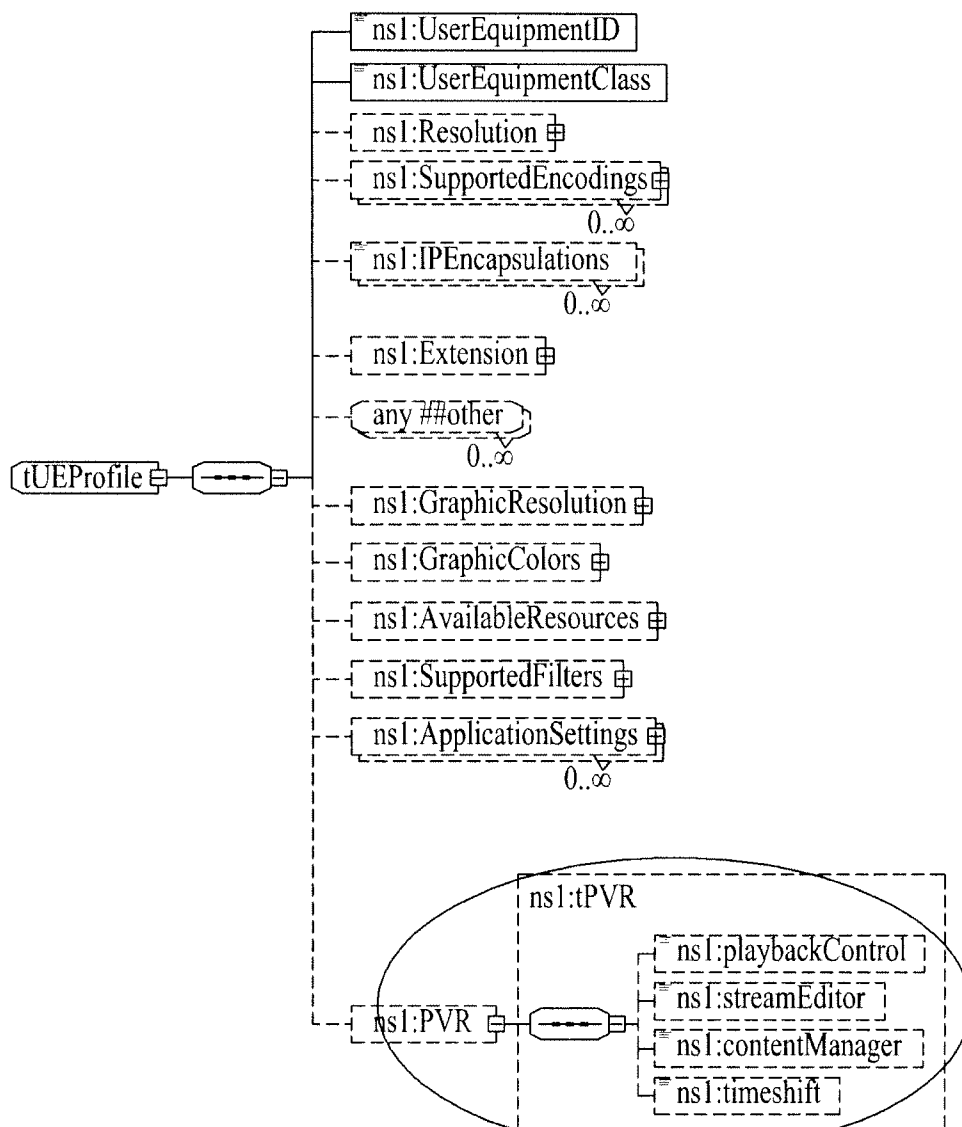 ns1:UserEquipmentID
ns1:UserEquipmentClass
ns1:Resolution
ns1:SupportedEncodings
0..∞
ns1:IPEncapsulations
0..∞
ns1:Extension
any ##other
0..∞
tUEProfile
ns1:GraphicResolution
ns1:GraphicColors
ns1:AvailableResources
ns1:SupportedFilters
ns1:ApplicationSettings
0..∞
ns1:tPVR
ns1:PVR
ns1:playbackControl
ns1:streamEditor
ns1:contentManager
ns1:timeshift